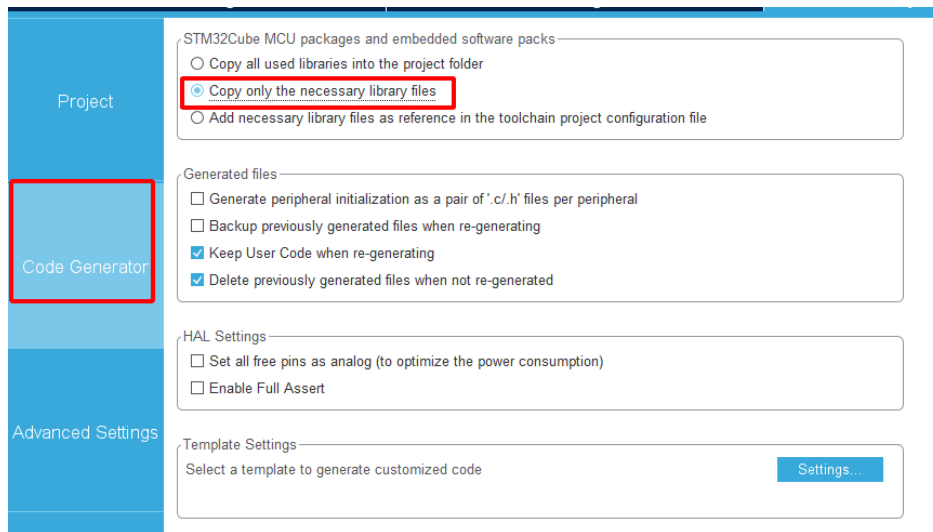 STM32Cube MCU packages and embedded software packs
Copy all used libraries into the project folder
Copy only the necessary library files
Add necessary library files as reference in the toolchain project configuration file
Project
Generated files
Generate peripheral initialization as a pair of '.c/.h' files per peripheral
Backup previously generated files when re-generating
Keep User Code when re-generating
Delete previously generated files when not re-generated
Code Generator
HAL Settings
Set all free pins as analog (to optimize the power consumption)
Enable Full Assert
Advanced Settings
Template Settings
Select a template to generate customized code
Settings...